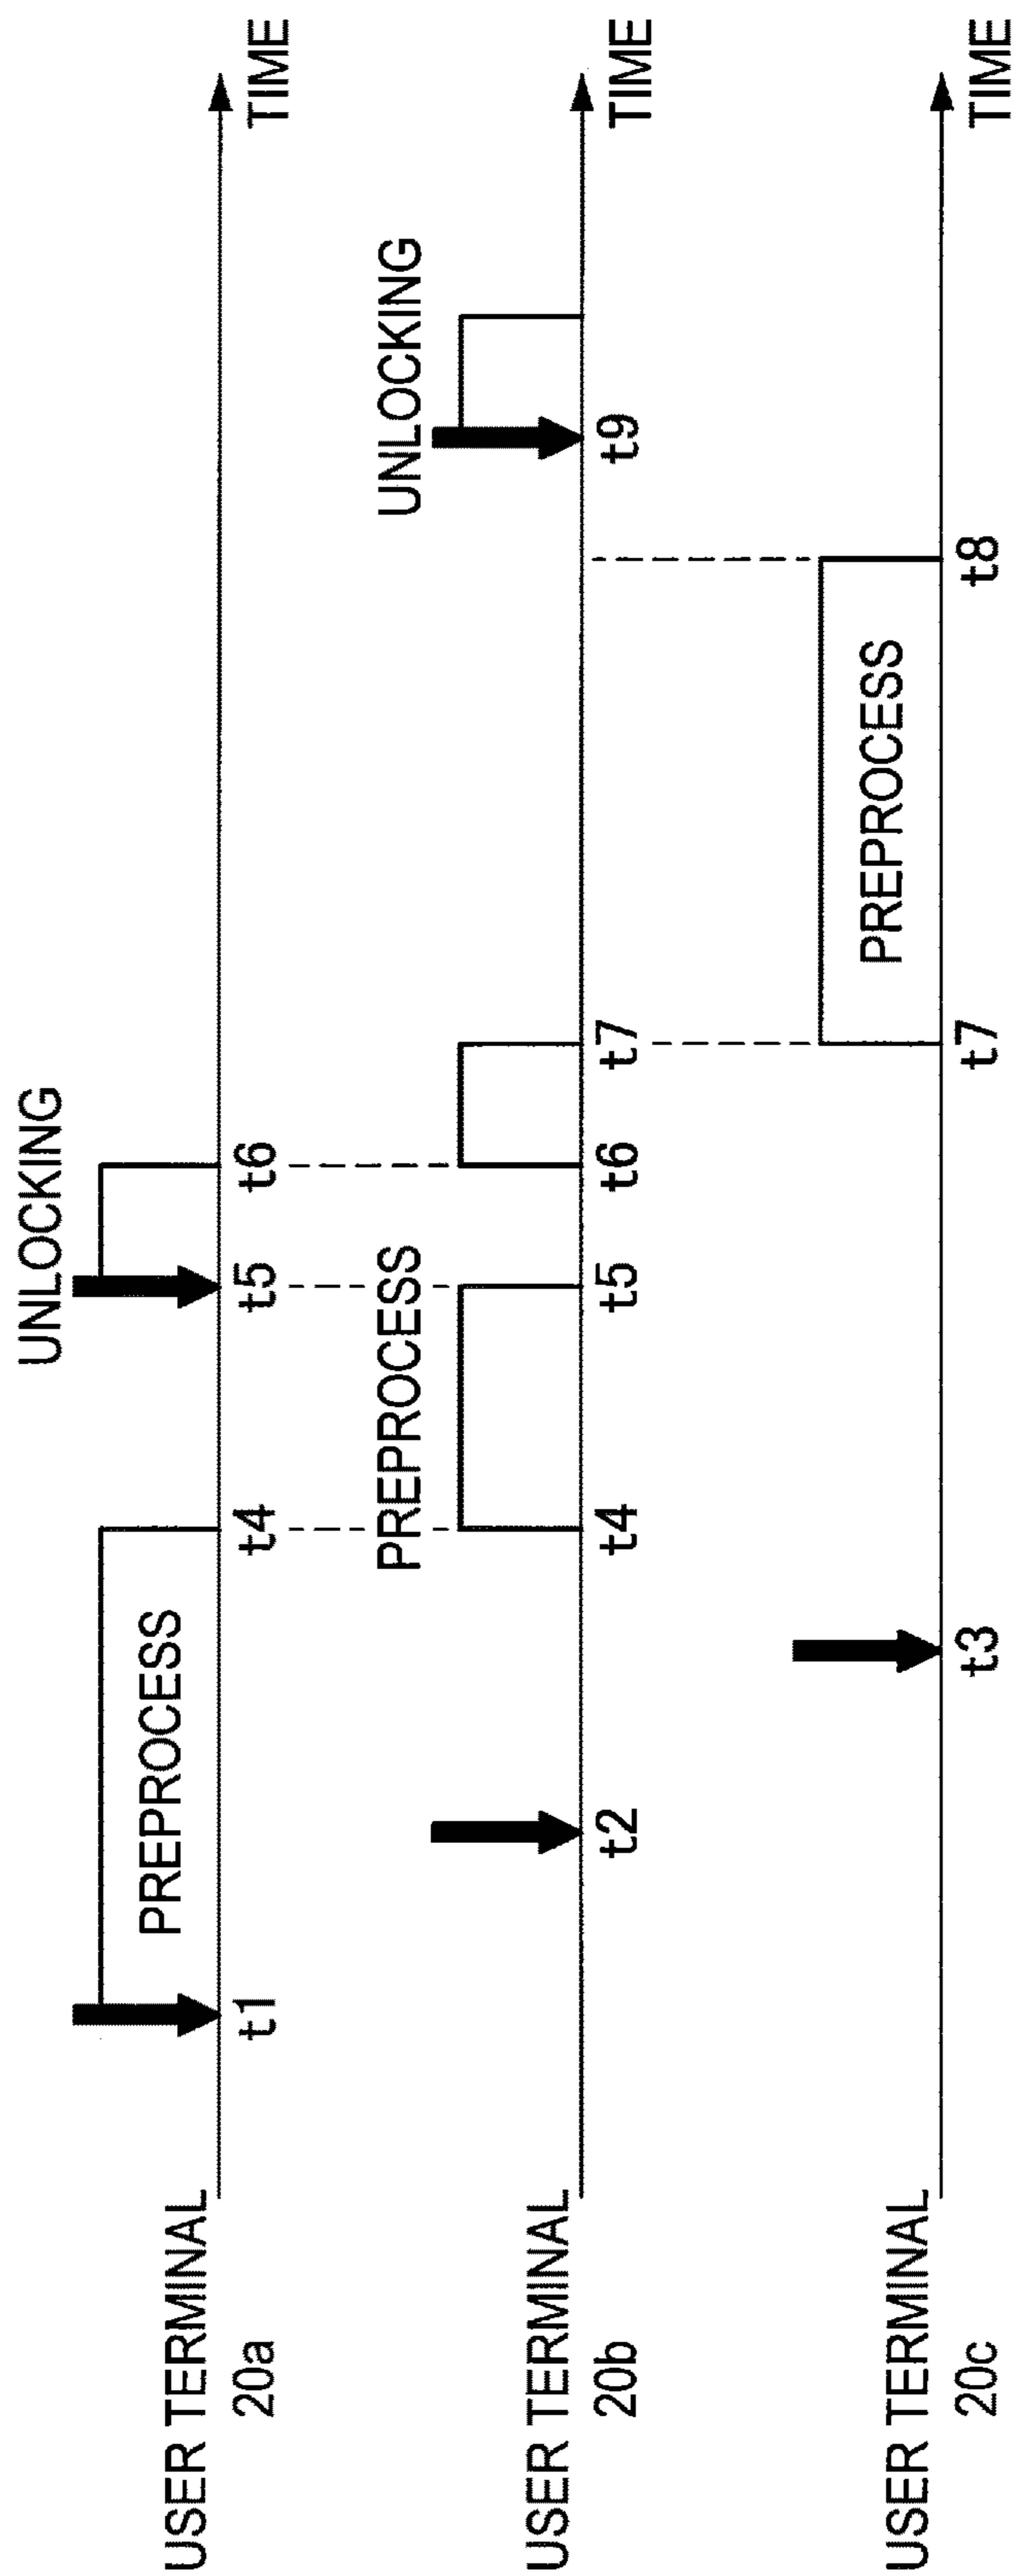 UNLOCKING
PREPROCESS
USER TERMINAL
20a
t1
t4
t5
t6
TIME
UNLOCKING
PREPROCESS
USER TERMINAL
20b
t2
t4
t5
t6
t7
t9
TIME
PREPROCESS
USER TERMINAL
20c
t3
t7
t8
TIME